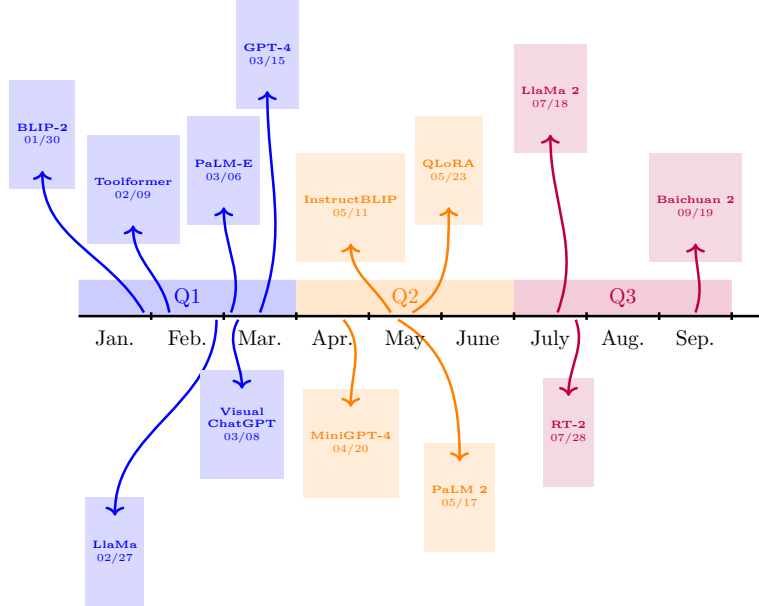 GPT-4
03/15
LlaMa 2
07/18
BLIP-2
01/30
Toolformer
02/09
PaLM-E
03/06
InstructBLIP
05/11
QLoRA
05/23
Baichuan 2
09/19
Q1
Q2
Q3
Jan.
Feb.
Mar.
Apr.
May
June
July
Aug.
Sep.
Visual
ChatGPT
03/08
MiniGPT-4
04/20
RT-2
07/28
PaLM 2
05/17
LlaMa
02/27